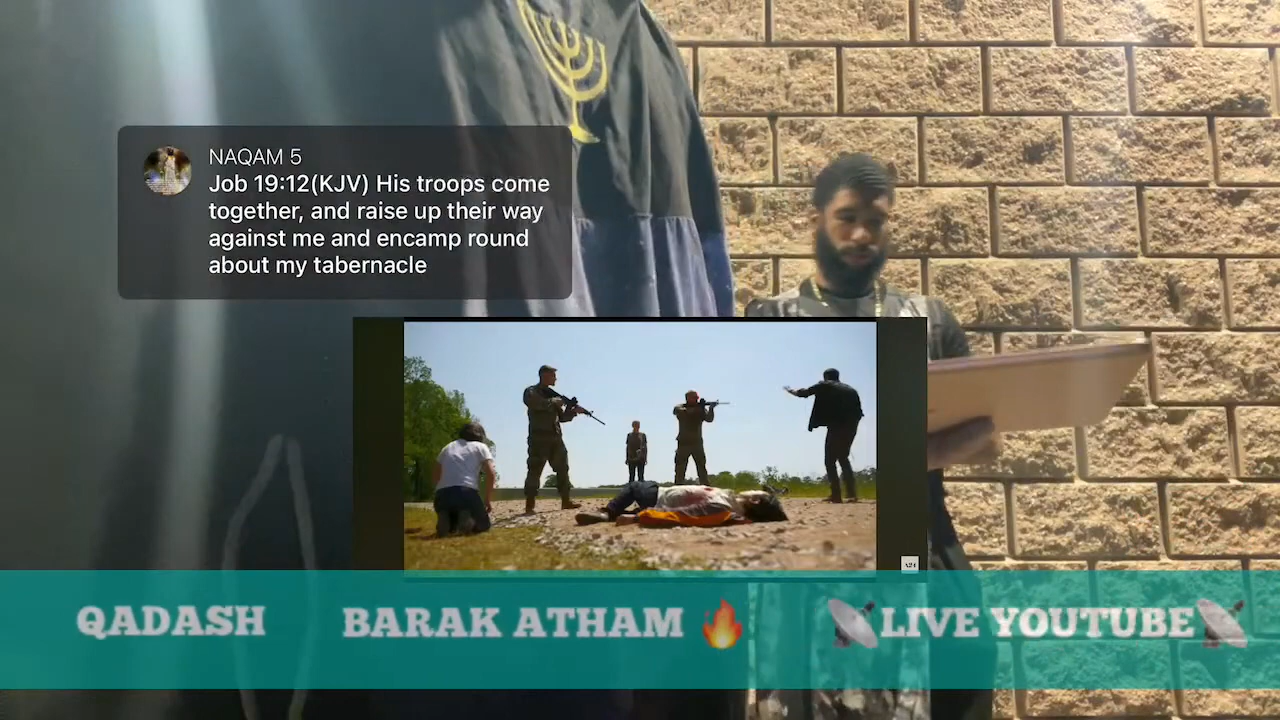 NAQAM 5
Job 19:12(KJV) His troops come
together, and raise up their way
against me and encamp round
about my tabernacle
A24
QADASH BARAK ATHAM 🔥 📡LIVE YOUTUBE📡